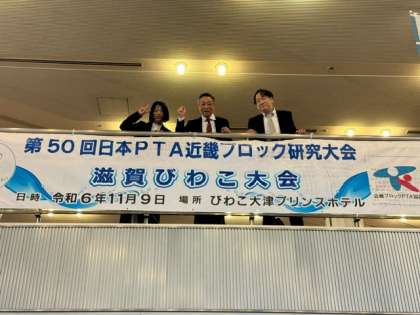 第50回日本PTA近畿ブロック研究大会
滋賀びわこ大会
日時 令和6年11月9日 場所 びわこ大津プリンスホテル
近畿ブロックPTA協